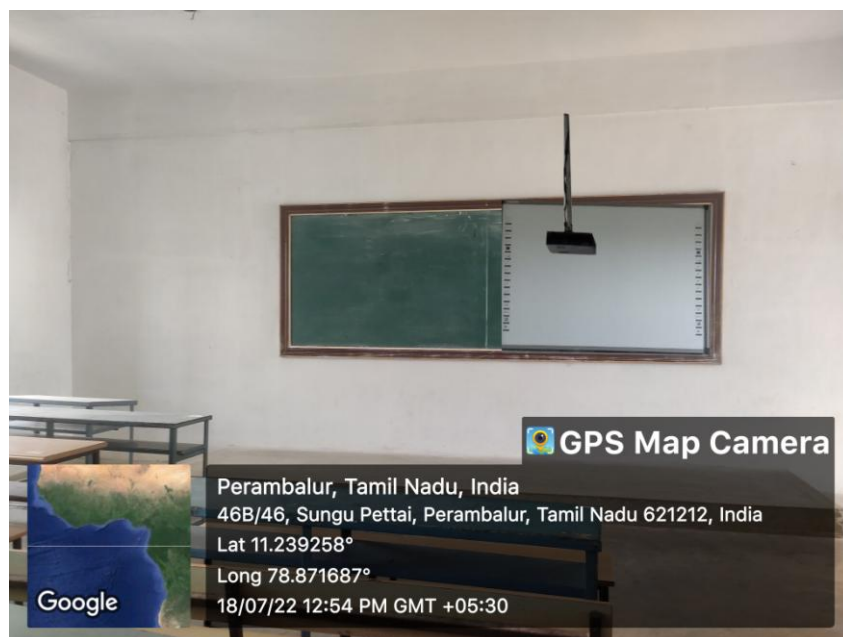 GPS Map Camera
Perambalur, Tamil Nadu, India
46B/46, Sungu Pettai, Perambalur, Tamil Nadu 621212, India
Lat 11.239258°
Long 78.871687°
18/07/22 12:54 PM GMT +05:30
Google